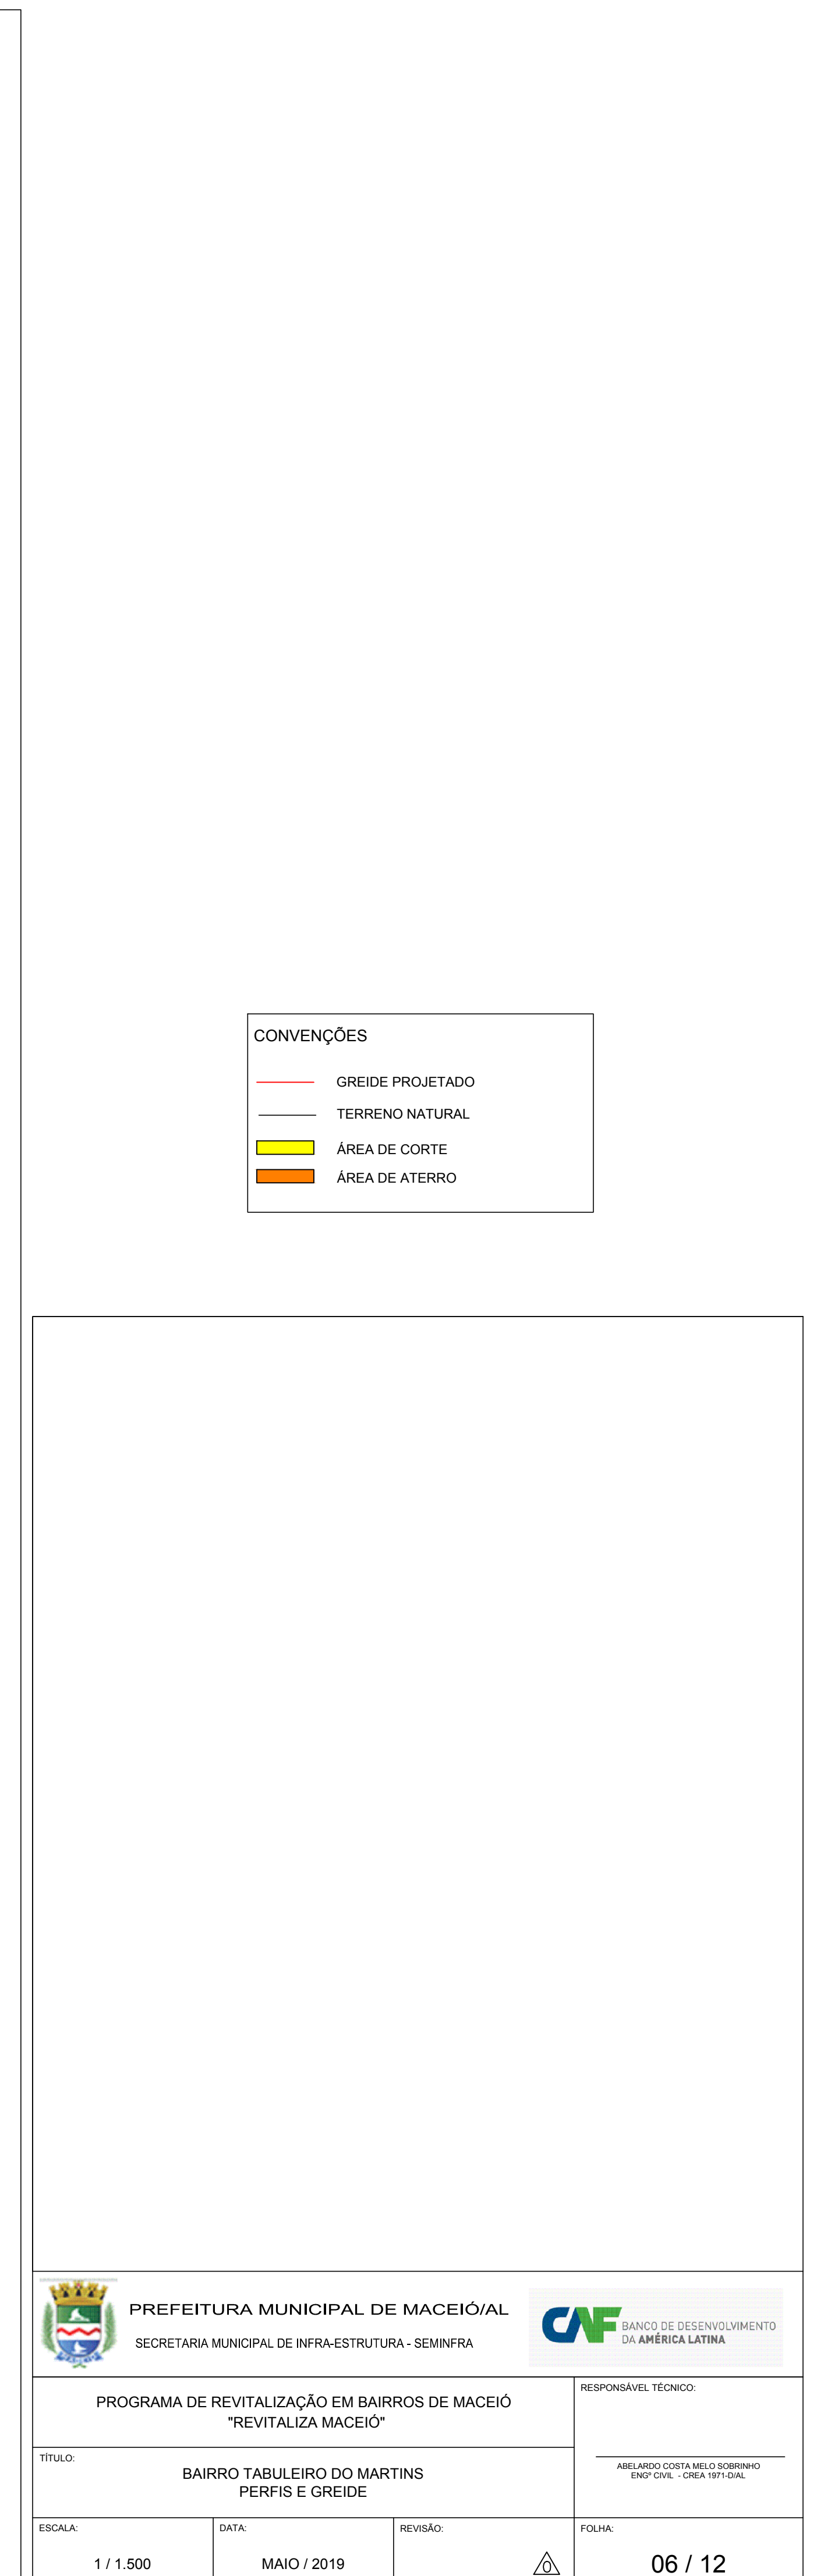 CONVENÇÕES
GREIDE PROJETADO
TERRENO NATURAL
ÁREA DE CORTE
ÁREA DE ATERRO
PREFEITURA MUNICIPAL DE MACEIÓ/AL
SECRETARIA MUNICIPAL DE INFRA-ESTRUTURA - SEMINFRA
CAF
BANCO DE DESENVOLVIMENTO
DA AMÉRICA LATINA
PROGRAMA DE REVITALIZAÇÃO EM BAIRROS DE MACEIÓ
"REVITALIZA MACEIÓ"
RESPONSÁVEL TÉCNICO:
ABELARDO COSTA MELO SOBRINHO
ENGº CIVIL - CREA 1971-D/AL
TÍTULO:
BAIRRO TABULEIRO DO MARTINS
PERFIS E GREIDE
ESCALA:
1 / 1.500
DATA:
MAIO / 2019
REVISÃO:
0
FOLHA:
06 / 12